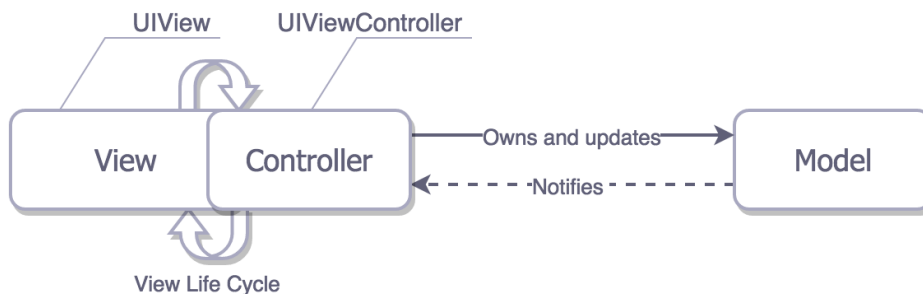 UIView
UIViewController
View
Controller
Owns and updates
Model
Notifies
View Life Cycle